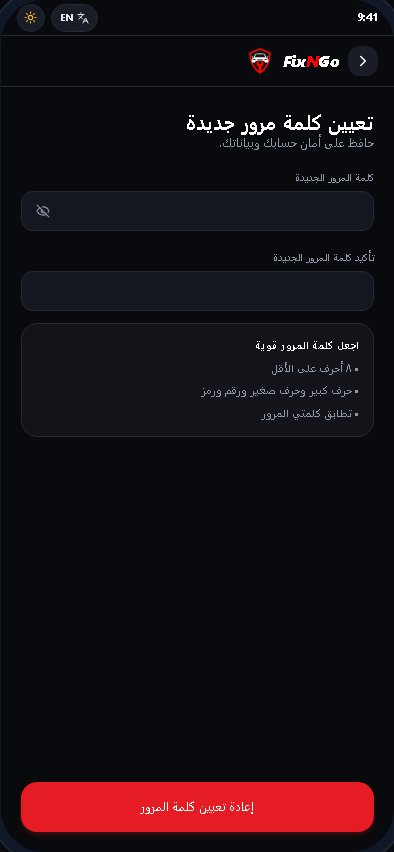 9:41
EN
FixNGo
تعيين كلمة مرور جديدة
حافظ على أمان حسابك وبياناتك.
كلمة المرور الجديدة
تأكيد كلمة المرور الجديدة
اجعل كلمة المرور قوية
• ٨ أحرف على الأقل
• حرف كبير وحرف صغير ورقم ورمز
• تطابق كلمتي المرور
إعادة تعيين كلمة المرور